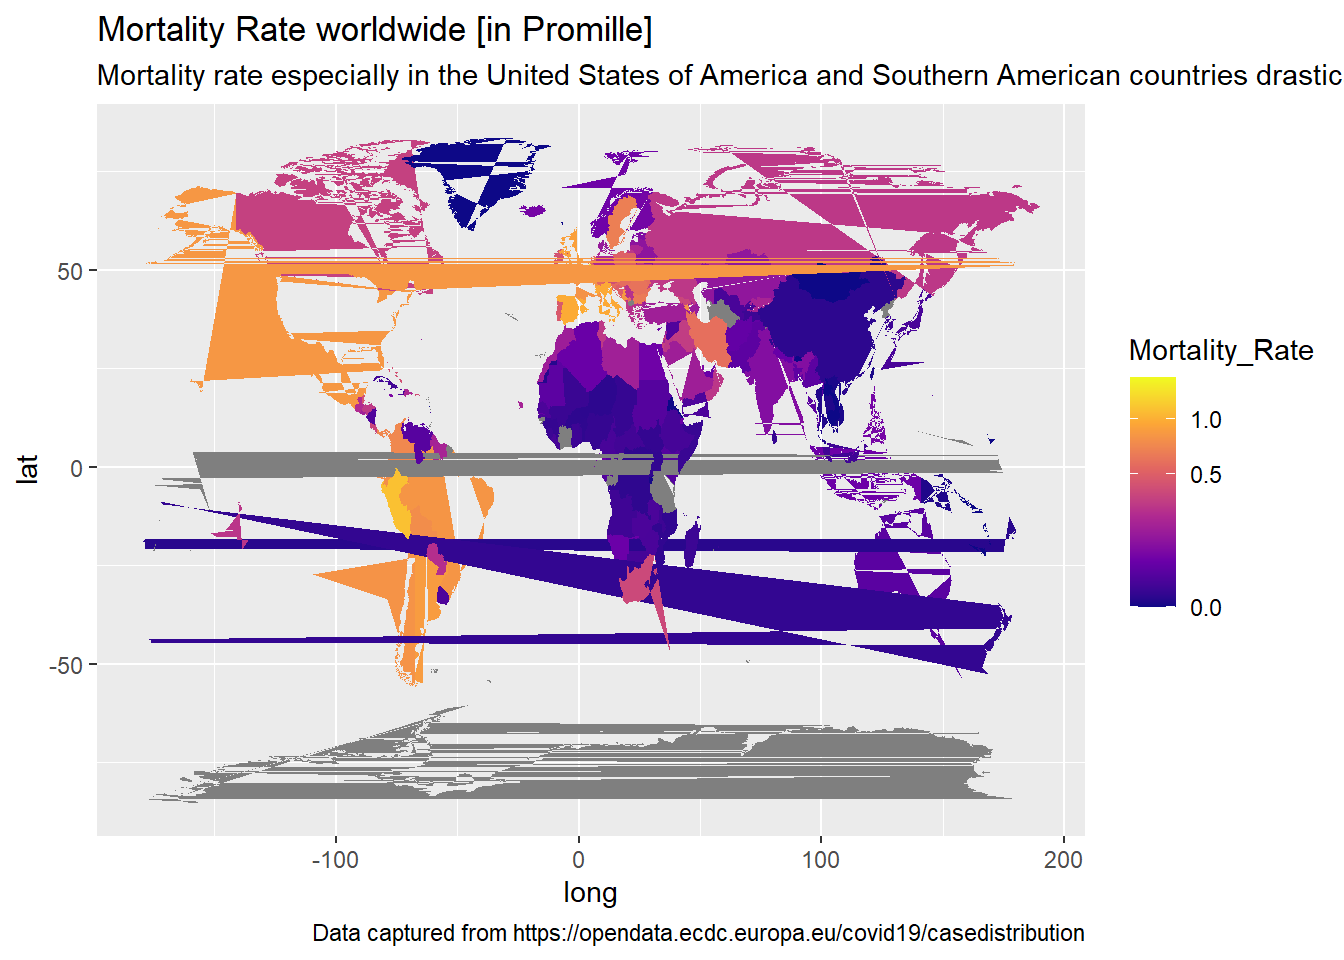 Mortality Rate worldwide [in Promille]
Mortality rate especially in the United States of America and Southern American countries drastic
Mortality_Rate
1.0
0.5
0.0
50
0
-50
lat
-100
0
100
200
long
Data captured from https://opendata.ecdc.europa.eu/covid19/casedistribution